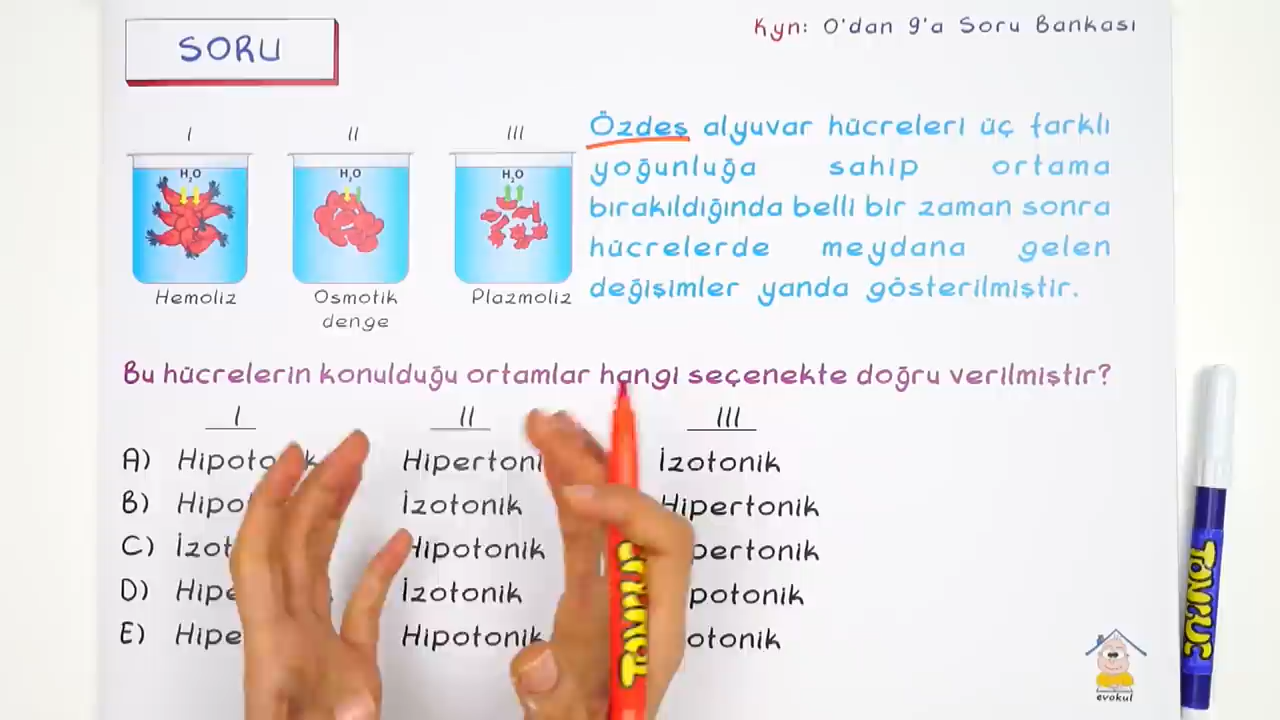 SORU
Kyn: 0'dan 9'a Soru Bankası
I II III
H₂O H₂O H₂O
Hemoliz Osmotik denge Plazmoliz
Özdeş alyuvar hücreleri üç farklı
yoğunluğa sahip ortama
bırakıldığında belli bir zaman sonra
hücrelerde meydana gelen
değişimler yanda gösterilmiştir.
Bu hücrelerin konulduğu ortamlar hangi seçenekte doğru verilmiştir?
I II III
A) İzotonik
B) İzotonik Hipertonik
C) Hipotonik
D) İzotonik
E) Hipotonik
TOMBUE
evokul